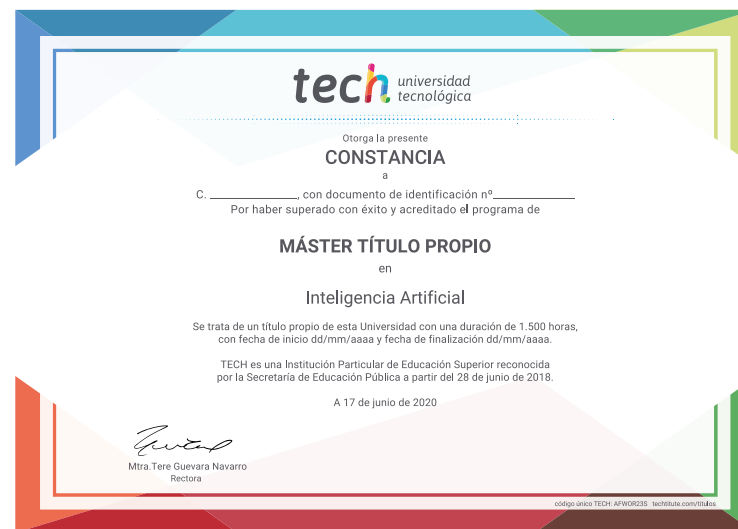 tech universidad
tecnológica
Otorga la presente
CONSTANCIA
a
C. ______________, con documento de identificación nº______________
Por haber superado con éxito y acreditado el programa de
MÁSTER TÍTULO PROPIO
en
Inteligencia Artificial
Se trata de un título propio de esta Universidad con una duración de 1.500 horas,
con fecha de inicio dd/mm/aaaa y fecha de finalización dd/mm/aaaa.
TECH es una Institución Particular de Educación Superior reconocida
por la Secretaría de Educación Pública a partir del 28 de junio de 2018.
A 17 de junio de 2020
Mtra.Tere Guevara Navarro
Rectora
código único TECH: AFWOR23S techtitute.com/títulos